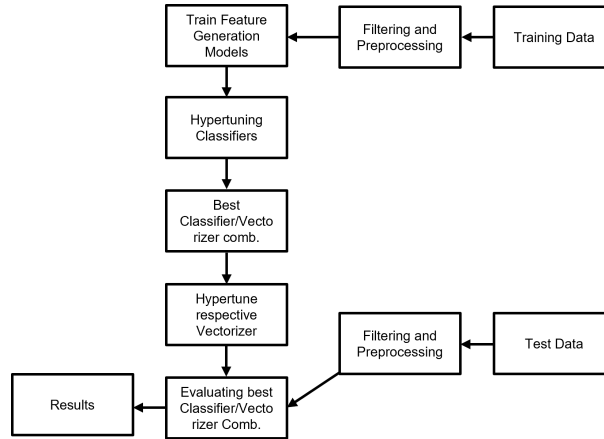 Train Feature
Generation
Models
Filtering and
Preprocessing
Training Data
Hypertuning
Classifiers
Best
Classifier/Vecto
rizer comb.
Hypertune
respective
Vectorizer
Filtering and
Preprocessing
Test Data
Evaluating best
Classifier/Vecto
rizer Comb.
Results